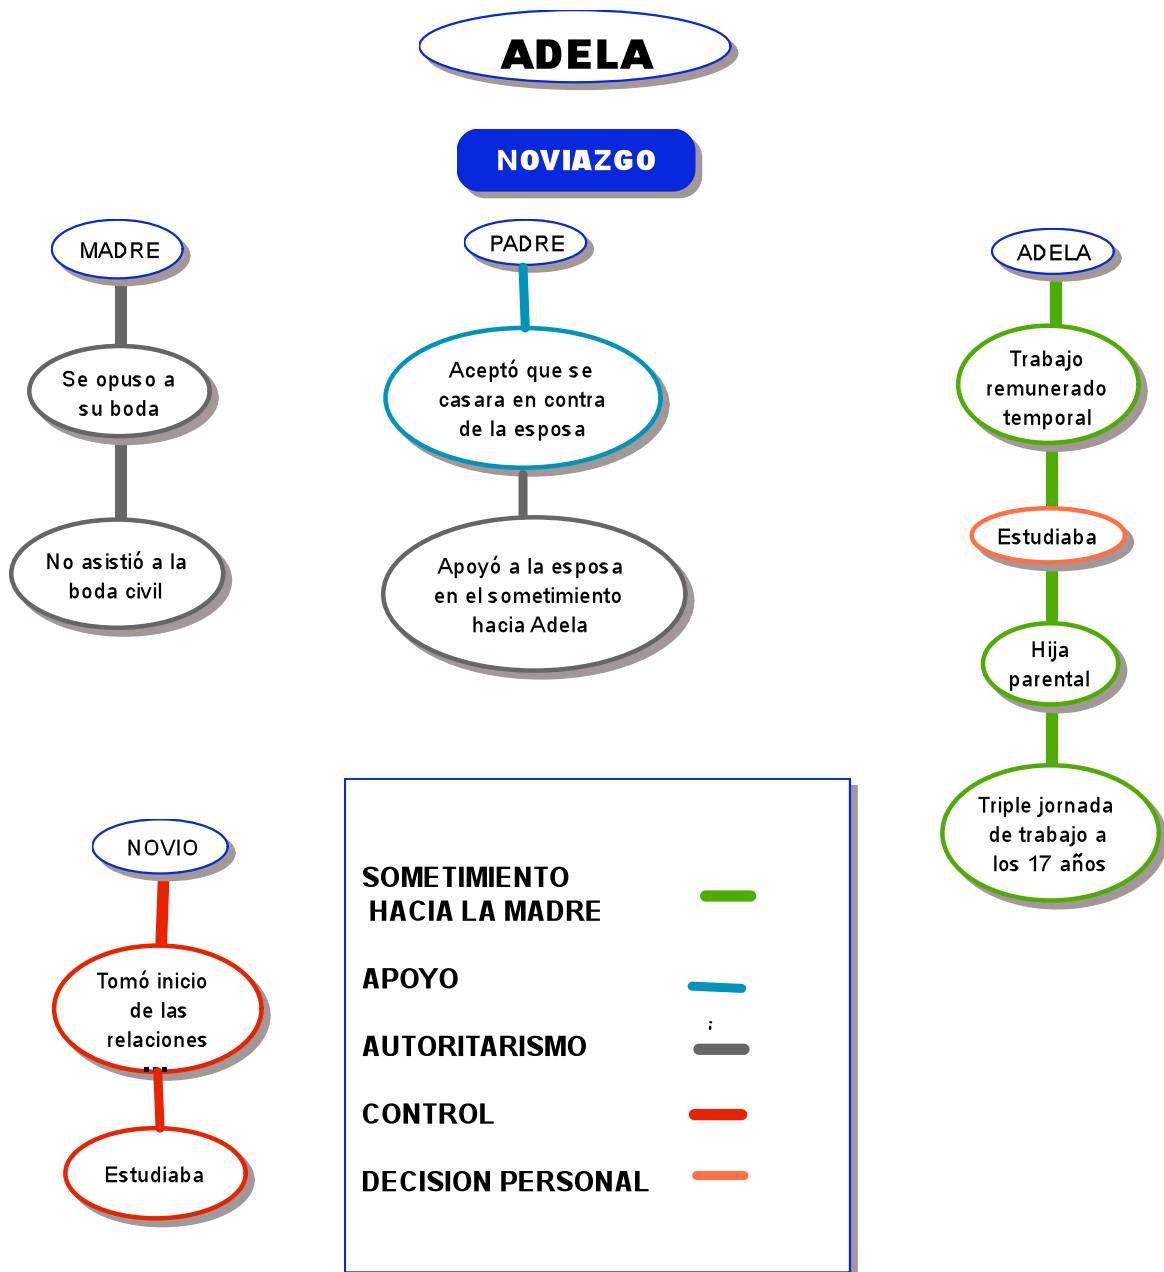 ADELA
NOVIAZGO
MADRE
Se opuso a
su boda
No asistió a la
boda civil
PADRE
Aceptó que se
casara en contra
de la esposa
Apoyó a la esposa
en el sometimiento
hacia Adela
ADELA
Trabajo
remunerado
temporal
Estudiaba
Hija
parental
Triple jornada
de trabajo a
los 17 años
NOVIO
Tomó inicio
de las
relaciones
Estudiaba
SOMETIMIENTO
HACIA LA MADRE
APOYO
;
AUTORITARISMO
CONTROL
DECISION PERSONAL